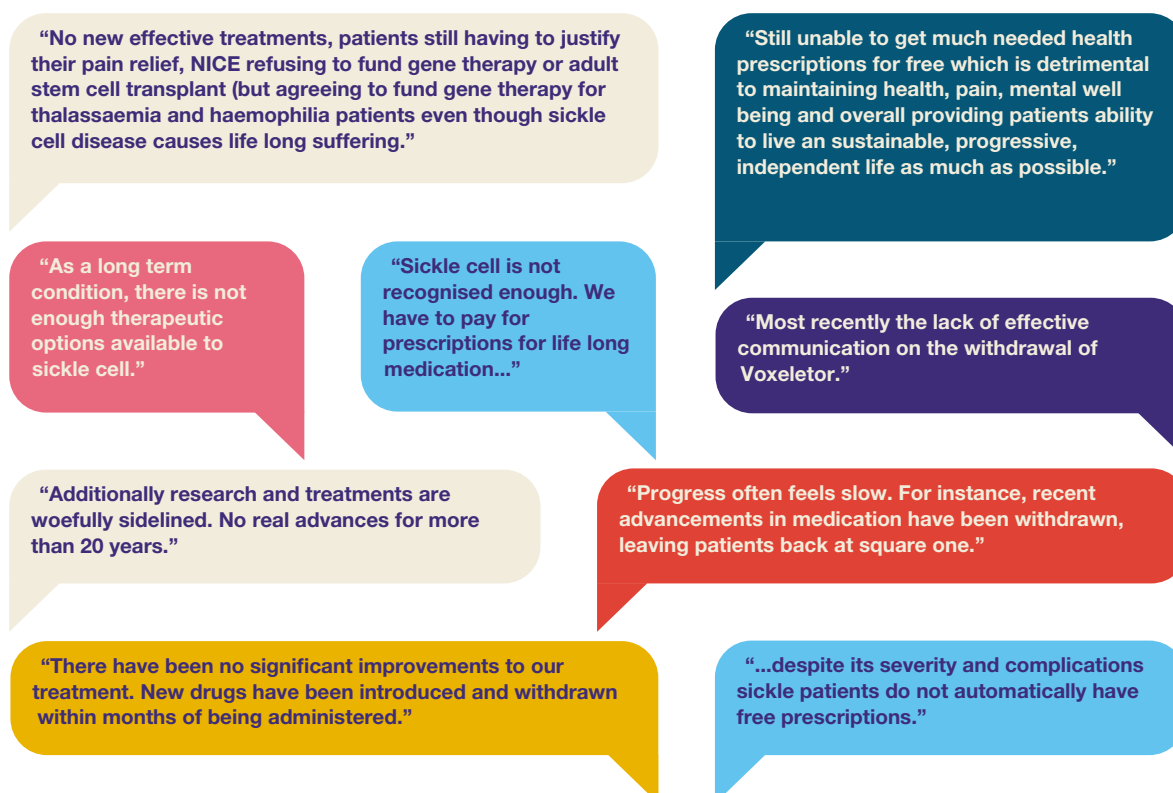 “No new effective treatments, patients still having to justify
their pain relief, NICE refusing to fund gene therapy or adult
stem cell transplant (but agreeing to fund gene therapy for
thalassaemia and haemophilia patients even though sickle
cell disease causes life long suffering.”
“Still unable to get much needed health
prescriptions for free which is detrimental
to maintaining health, pain, mental well
being and overall providing patients ability
to live an sustainable, progressive,
independent life as much as possible.”
“As a long term
condition, there is not
enough therapeutic
options available to
sickle cell.”
“Sickle cell is not
recognised enough. We
have to pay for
prescriptions for life long
medication...”
“Most recently the lack of effective
communication on the withdrawal of
Voxeletor.”
“Additionally research and treatments are
woefully sidelined. No real advances for more
than 20 years.”
“Progress often feels slow. For instance, recent
advancements in medication have been withdrawn,
leaving patients back at square one.”
“There have been no significant improvements to our
treatment. New drugs have been introduced and withdrawn
within months of being administered.”
“...despite its severity and complications
sickle patients do not automatically have
free prescriptions.”